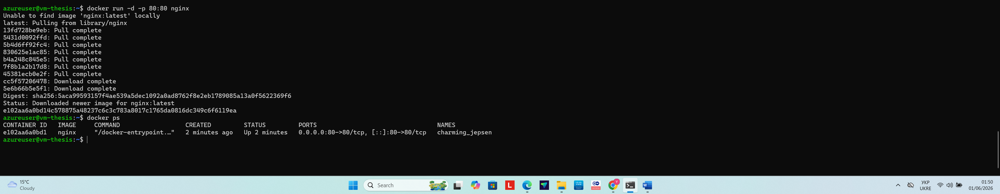 azureuser@vm-thesis:~$ docker run -d -p 80:80 nginx
Unable to find image 'nginx:latest' locally
latest: Pulling from library/nginx
13fd728be9eb: Pull complete
5431d0092ffd: Pull complete
5b4d6ff92fc4: Pull complete
830625e1ac85: Pull complete
b4a248c845e5: Pull complete
7f8b1a2b17d8: Pull complete
45381ecb0e2f: Pull complete
cc5f57206478: Download complete
5e6b66b5e5f1: Download complete
Digest: sha256:5aca99593157f4ae539a5dec1092a0ad8762f8e2eb1789085a13a0f5622369f6
Status: Downloaded newer image for nginx:latest
e102aa6a0bd14c578875a48237c6c3c783a8017c1765da0816dc349c6f6119ea
azureuser@vm-thesis:~$ docker ps
CONTAINER ID   IMAGE     COMMAND                  CREATED         STATUS         PORTS                                 NAMES
e102aa6a0bd1   nginx     "/docker-entrypoint.…"   2 minutes ago   Up 2 minutes   0.0.0.0:80->80/tcp, [::]:80->80/tcp   charming_jepsen
azureuser@vm-thesis:~$
15°C
Cloudy
Search
L
DW
Y
W
УКР
UKRE
01:50
01/06/2026